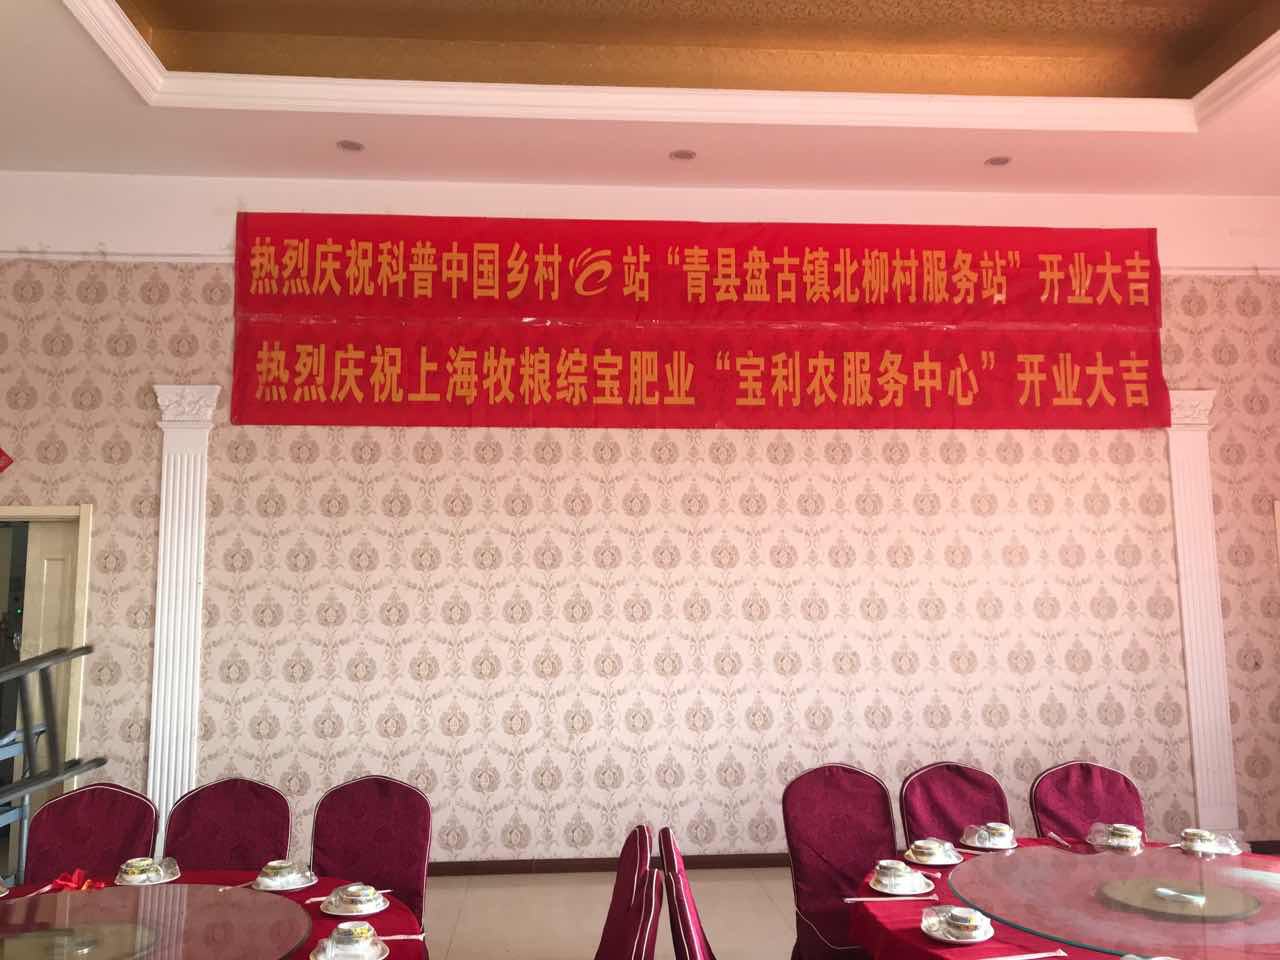 热烈庆祝科普中国乡村e站“青县盘古镇北柳村服务站”开业大吉
热烈庆祝上海牧粮综宝肥业“宝利农服务中心”开业大吉